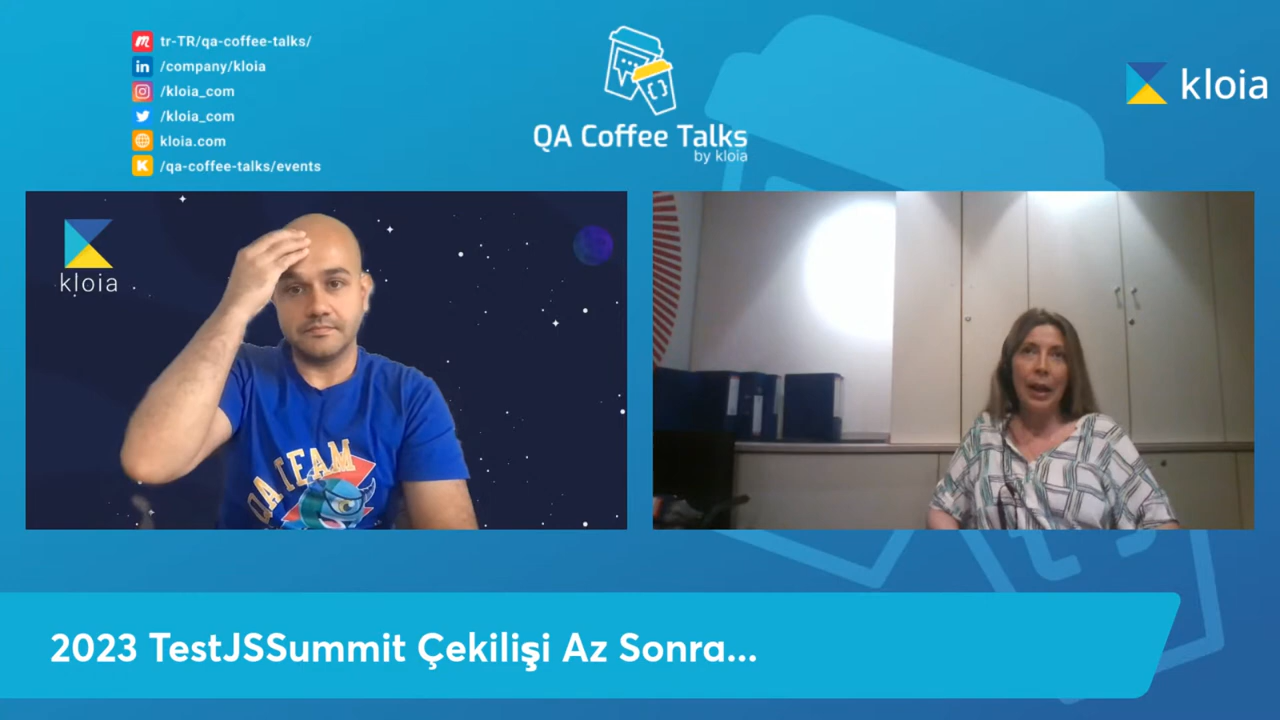 tr-TR/qa-coffee-talks/
/company/kloia
/kloia_com
/kloia_com
kloia.com
/qa-coffee-talks/events
QA Coffee Talks
by kloia
kloia
kloia
QA TEAM
2023 TestJSSummit Çekilişi Az Sonra...